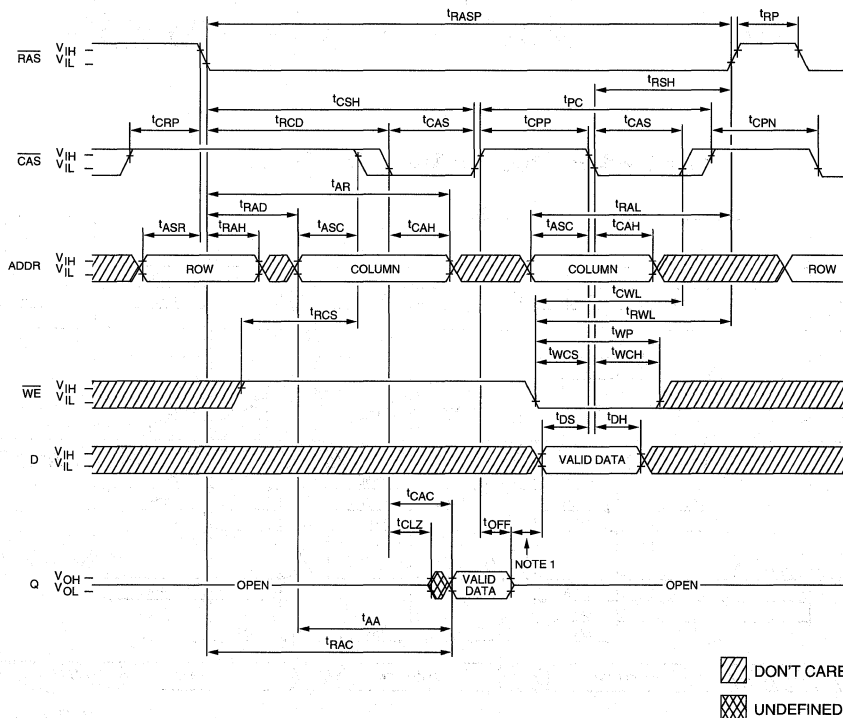 tRASP
tRP
RAS
VIH
VIL
tRSH
tCSH
tPC
tCRP
tRCD
tCAS
tCPP
tCAS
tCPN
CAS
VIH
VIL
tAR
tRAD
tRAL
tASR
tRAH
tASC
tCAH
tASC
tCAH
ADDR
VIH
VIL
ROW
COLUMN
COLUMN
ROW
tCWL
tRCS
tRWL
tWP
tWCS
tWCH
WE
VIH
VIL
tDS
tDH
D
VIH
VIL
VALID DATA
tCAC
tCLZ
tOFF
NOTE 1
Q
VOH
VOL
OPEN
VALID
DATA
OPEN
tAA
tRAC
DON'T CARE
UNDEFINED